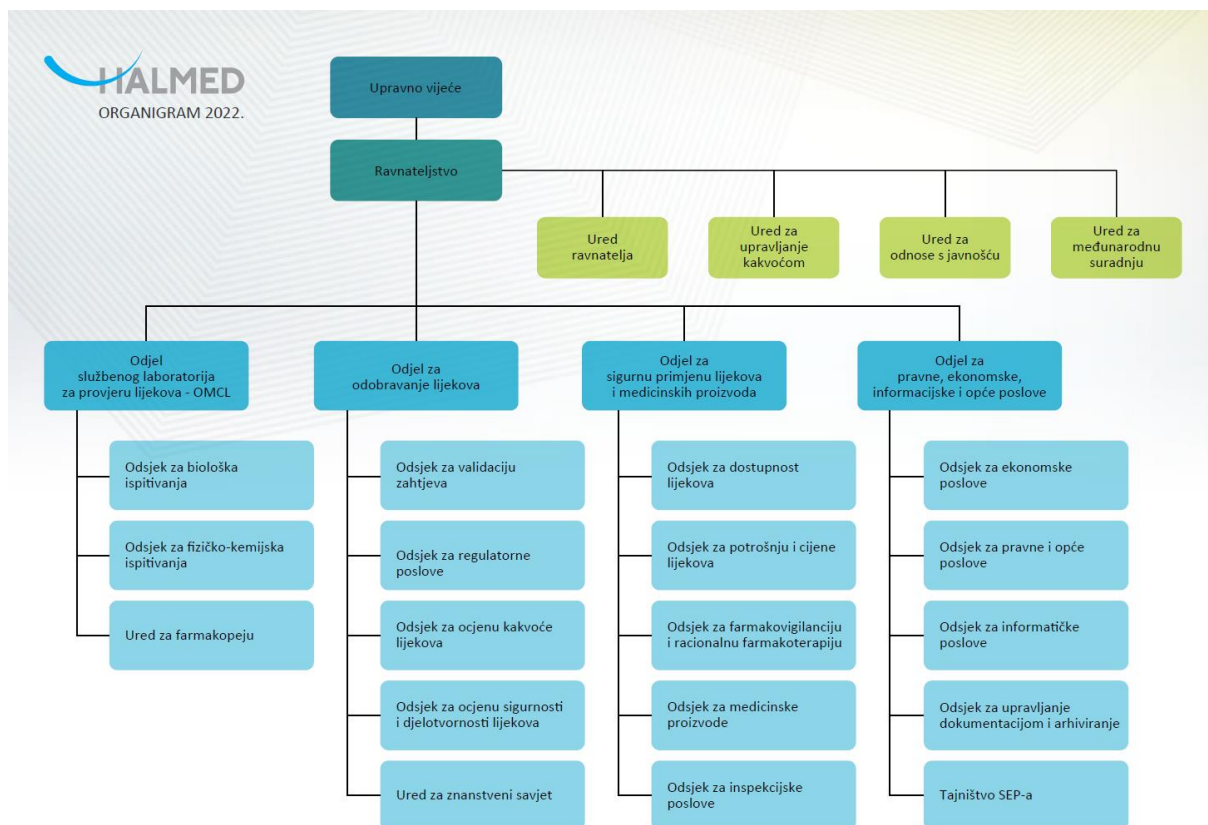 HALMED
ORGANIGRAM 2022.
Upravno vijeće
Ravnateljstvo
Ured
ravnatelja
Ured za
upravljanje
kakvoćom
Ured za
odnose s javnošću
Ured za
međunarodnu
suradnju
Odjel
službenog laboratorija
za provjeru lijekova - OMCL
Odsjek za biološka
ispitivanja
Odsjek za fizičko-kemijska
ispitivanja
Ured za farmakopeju
Odjel za
odobravanje lijekova
Odsjek za validaciju
zahtjeva
Odsjek za regulatorne
poslove
Odsjek za ocjenu kakvoće
lijekova
Odsjek za ocjenu sigurnosti
i djelotvornosti lijekova
Ured za znanstveni savjet
Odjel za
sigurnu primjenu lijekova
i medicinskih proizvoda
Odsjek za dostupnost
lijekova
Odsjek za potrošnju i cijene
lijekova
Odsjek za farmakovigilanciju
i racionalnu farmakoterapiju
Odsjek za medicinske
proizvode
Odsjek za inspekcijske
poslove
Odjel za
pravne, ekonomske,
informacijske i opće poslove
Odsjek za ekonomske
poslove
Odsjek za pravne i opće
poslove
Odsjek za informatičke
poslove
Odsjek za upravljanje
dokumentacijom i arhiviranje
Tajništvo SEP-a